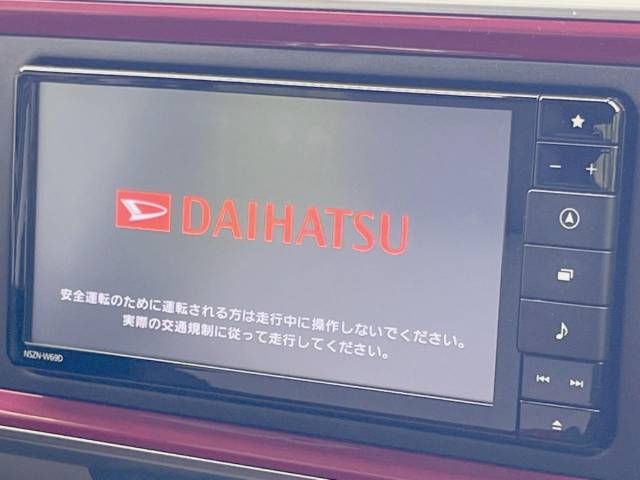 DAIHATSU
安全運転のために運転される方は走行中に操作しないでください。
実際の交通規制に従って走行してください。
NSZN-W69D